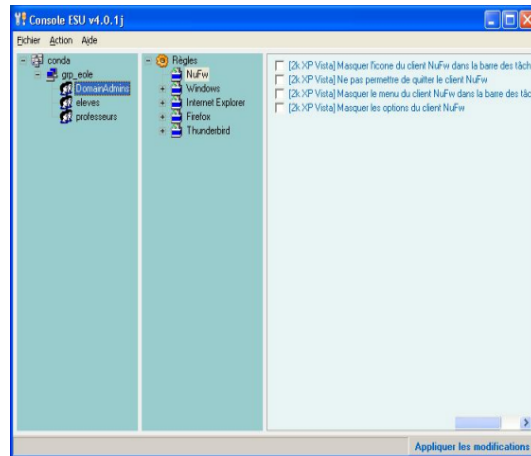 Console ESU v4.0.1j
Fichier Action Aide
conda
grp_eole
DomainAdmins
eleves
professeurs
Règles
NuFw
Windows
Internet Explorer
Firefox
Thunderbird
[2k XP Vista] Masquer l'icone du client NuFw dans la barre des tâch
[2k XP Vista] Ne pas permettre de quitter le client NuFw
[2k XP Vista] Masquer le menu du client NuFw dans la barre des tâc
[2k XP Vista] Masquer les options du client NuFw
Appliquer les modifications